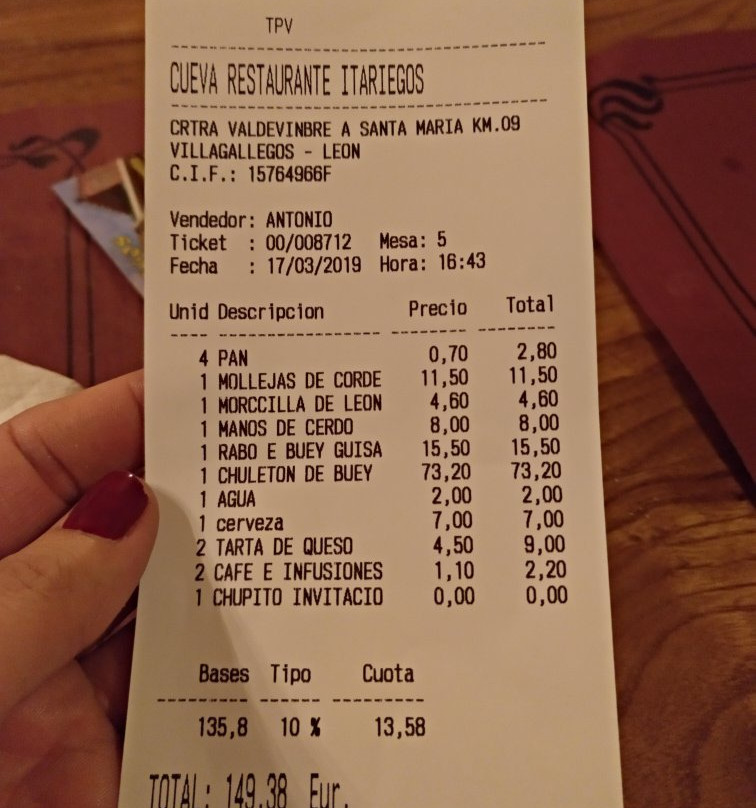 TPV
CUEVA RESTAURANTE ITARIEGOS
CRTRA VALDEVINBRE A SANTA MARIA KM.09
VILLAGALLEGOS - LEON
C.I.F.: 15764966F
Vendedor: ANTONIO
Ticket : 00/008712 Mesa: 5
Fecha : 17/03/2019 Hora: 16:43
Unid Descripcion Precio Total
4 PAN 0,70 2,80
1 MOLLEJAS DE CORDE 11,50 11,50
1 MORCCILLA DE LEON 4,60 4,60
1 MANOS DE CERDO 8,00 8,00
1 RABO E BUEY GUISA 15,50 15,50
1 CHULETON DE BUEY 73,20 73,20
1 AGUA 2,00 2,00
1 cerveza 7,00 7,00
2 TARTA DE QUESO 4,50 9,00
2 CAFE E INFUSIONES 1,10 2,20
1 CHUPITO INVITACIO 0,00 0,00
Bases Tipo Cuota
135,8 10 % 13,58
TOTAL: 149,38 Eur.